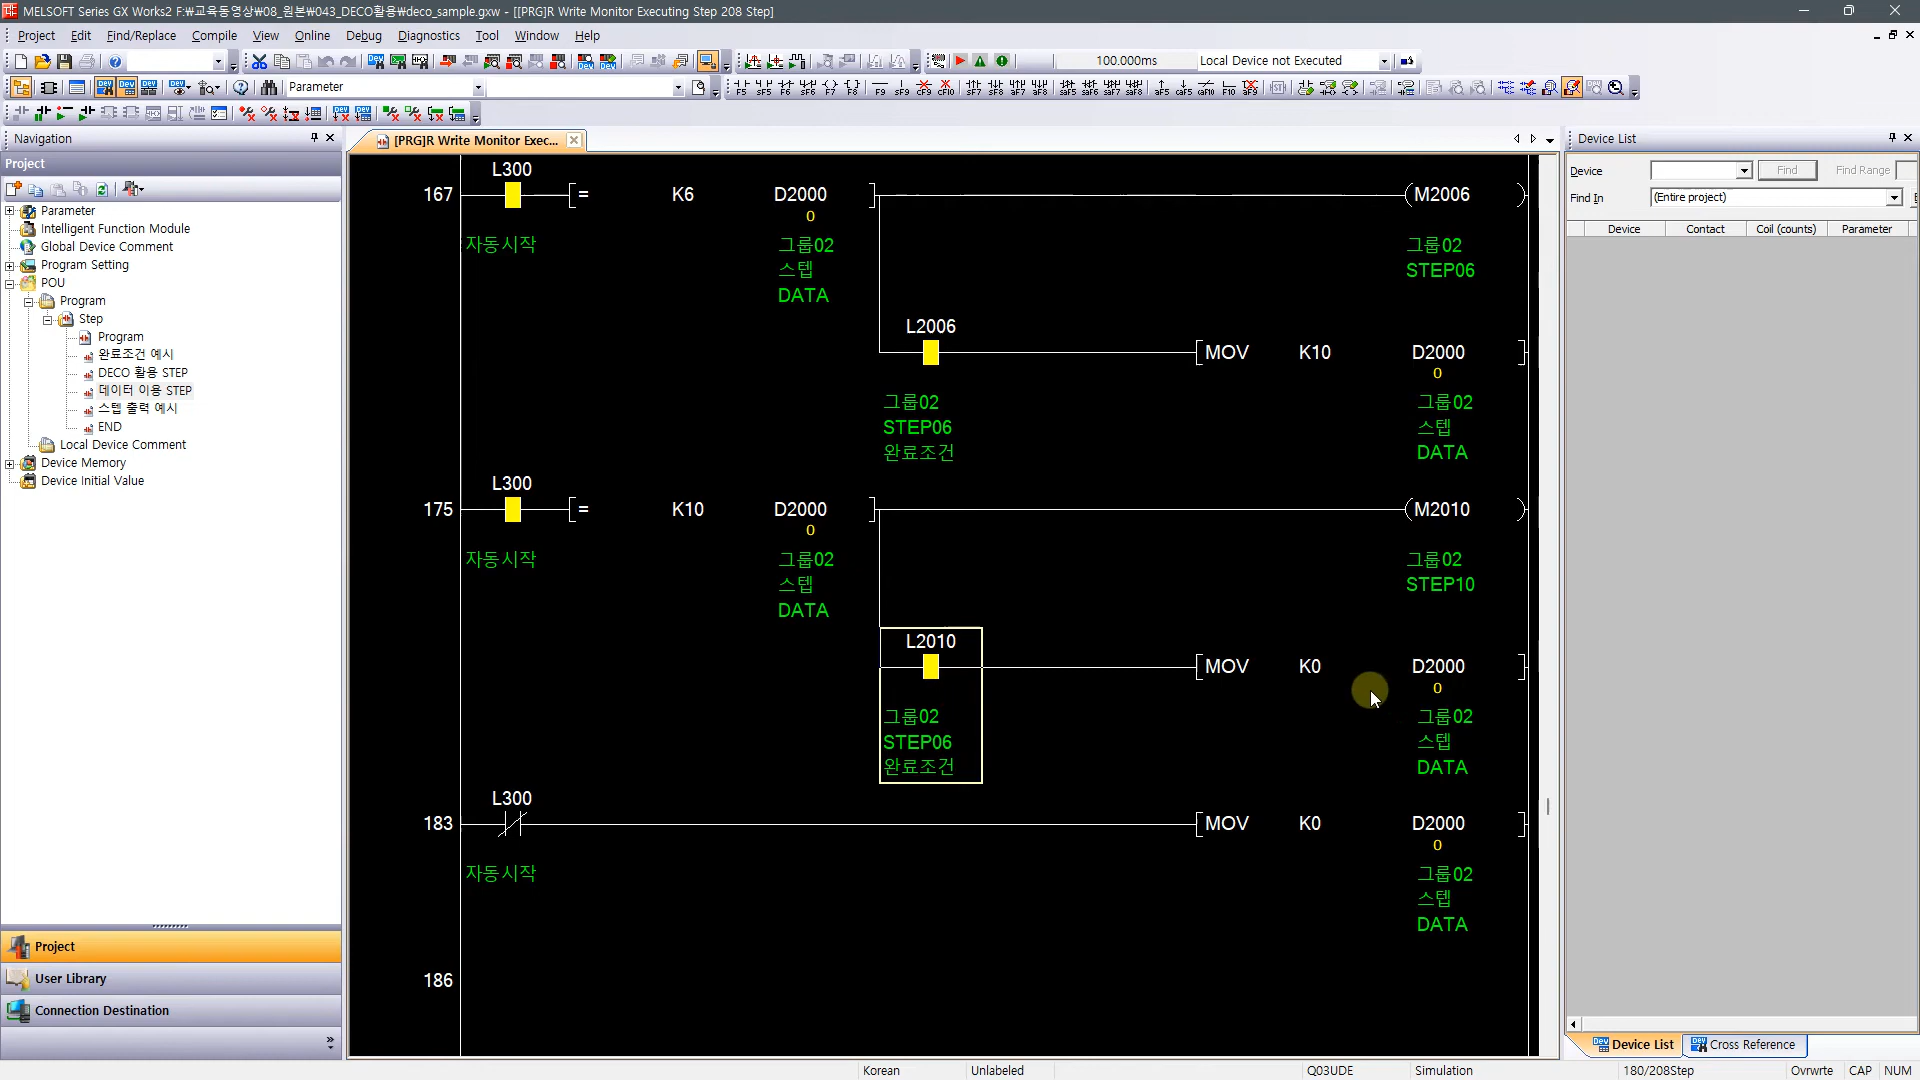 MELSOFT Series GX Works2 F:₩교육동영상₩08_원본₩043_DECO활용₩deco_sample.gxw - [[PRG]R Write Monitor Executing Step 208 Step]
Project Edit Find/Replace Compile View Online Debug Diagnostics Tool Window Help
100.000ms Local Device not Executed
Parameter
Navigation
Project
Parameter
Intelligent Function Module
Global Device Comment
Program Setting
POU
Program
Step
Program
완료조건 예시
DECO 활용 STEP
데이터 이용 STEP
스텝 출력 예시
END
Local Device Comment
Device Memory
Device Initial Value
Project
User Library
Connection Destination
[PRG]R Write Monitor Exec...
L300
167 = K6 D2000 M2006
0
자동시작 그룹02 그룹02
스텝 STEP06
DATA
L2006
MOV K10 D2000
0
그룹02 그룹02
STEP06 스텝
완료조건 DATA
L300
175 = K10 D2000 M2010
0
자동시작 그룹02 그룹02
스텝 STEP10
DATA
L2010
MOV K0 D2000
0
그룹02 그룹02
STEP06 스텝
완료조건 DATA
L300
183 MOV K0 D2000
0
자동시작 그룹02
스텝
DATA
186
Device List
Device Find Find Range
Find In (Entire project)
Device Contact Coil (counts) Parameter
Device List Cross Reference
Korean Unlabeled Q03UDE Simulation 180/208Step Ovrwrte CAP NUM